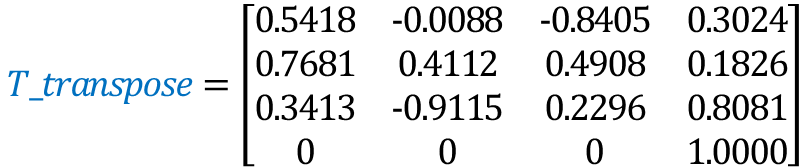 0.5418 -0.0088 -0.8405 0.3024
0.7681 0.4112 0.4908 0.1826
T_transpose =
0.3413 -0.9115 0.2296 0.8081
0 0 0 1.0000